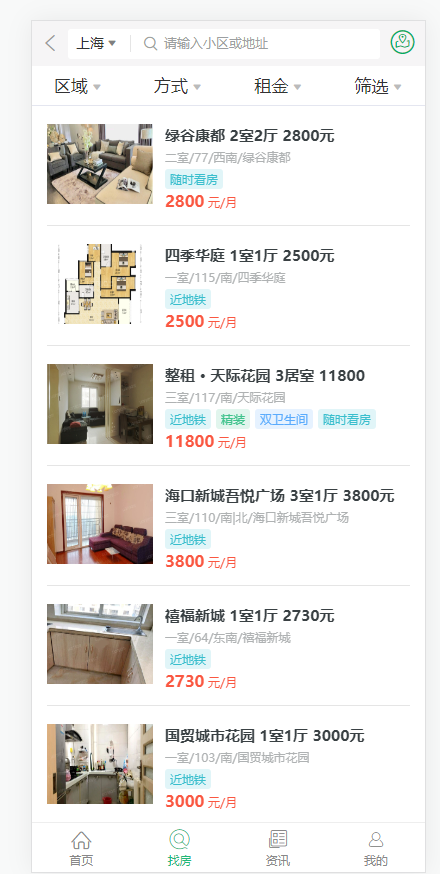 上海 请输入小区或地址
区域 方式 租金 筛选
绿谷康都 2室2厅 2800元
二室/77/西南/绿谷康都
随时看房
2800 元/月
四季华庭 1室1厅 2500元
一室/115/南/四季华庭
近地铁
2500 元/月
整租·天际花园 3居室 11800
三室/117/南/天际花园
近地铁 精装 双卫生间 随时看房
11800 元/月
海口新城吾悦广场 3室1厅 3800元
三室/110/南|北/海口新城吾悦广场
近地铁
3800 元/月
禧福新城 1室1厅 2730元
一室/64/东南/禧福新城
近地铁
2730 元/月
国贸城市花园 1室1厅 3000元
一室/103/南/国贸城市花园
近地铁
3000 元/月
首页 找房 资讯 我的